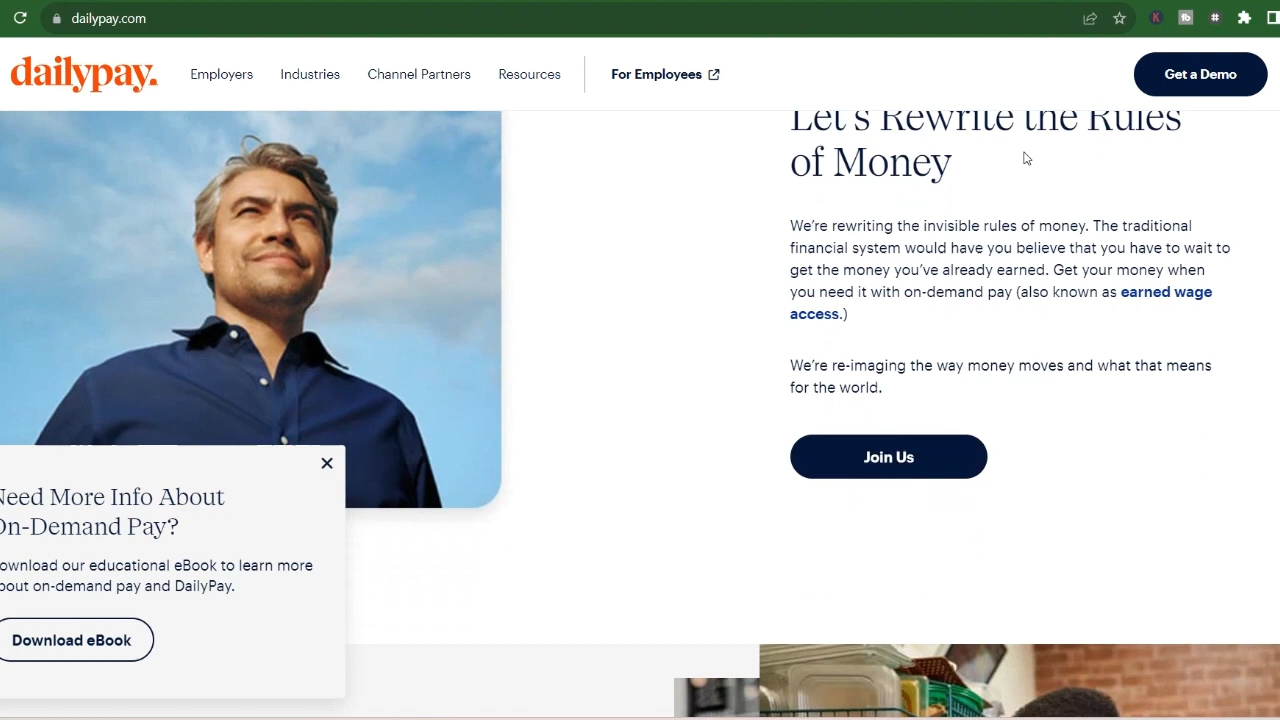 dailypay.com
dailypay.
Employers
Industries
Channel Partners
Resources
For Employees
Get a Demo
Let's Rewrite the Rules
of Money
We're rewriting the invisible rules of money. The traditional
financial system would have you believe that you have to wait to
get the money you've already earned. Get your money when
you need it with on-demand pay (also known as earned wage
access.)
We're re-imaging the way money moves and what that means
for the world.
Join Us
Need More Info About
On-Demand Pay?
ownload our educational eBook to learn more
bout on-demand pay and DailyPay.
Download eBook